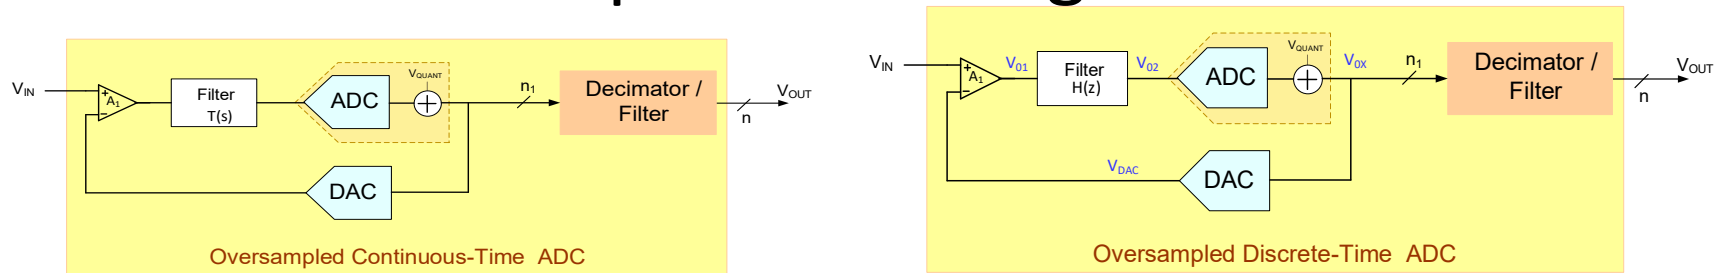 V_IN
+
A_1
−
Filter
T(s)
ADC
V_QUANT
n_1
Decimator /
Filter
V_OUT
n
DAC
Oversampled Continuous-Time ADC
V_IN
+
A_1
−
V_01
Filter
H(z)
V_02
ADC
V_QUANT
V_0X
n_1
Decimator /
Filter
V_OUT
n
V_DAC
DAC
Oversampled Discrete-Time ADC